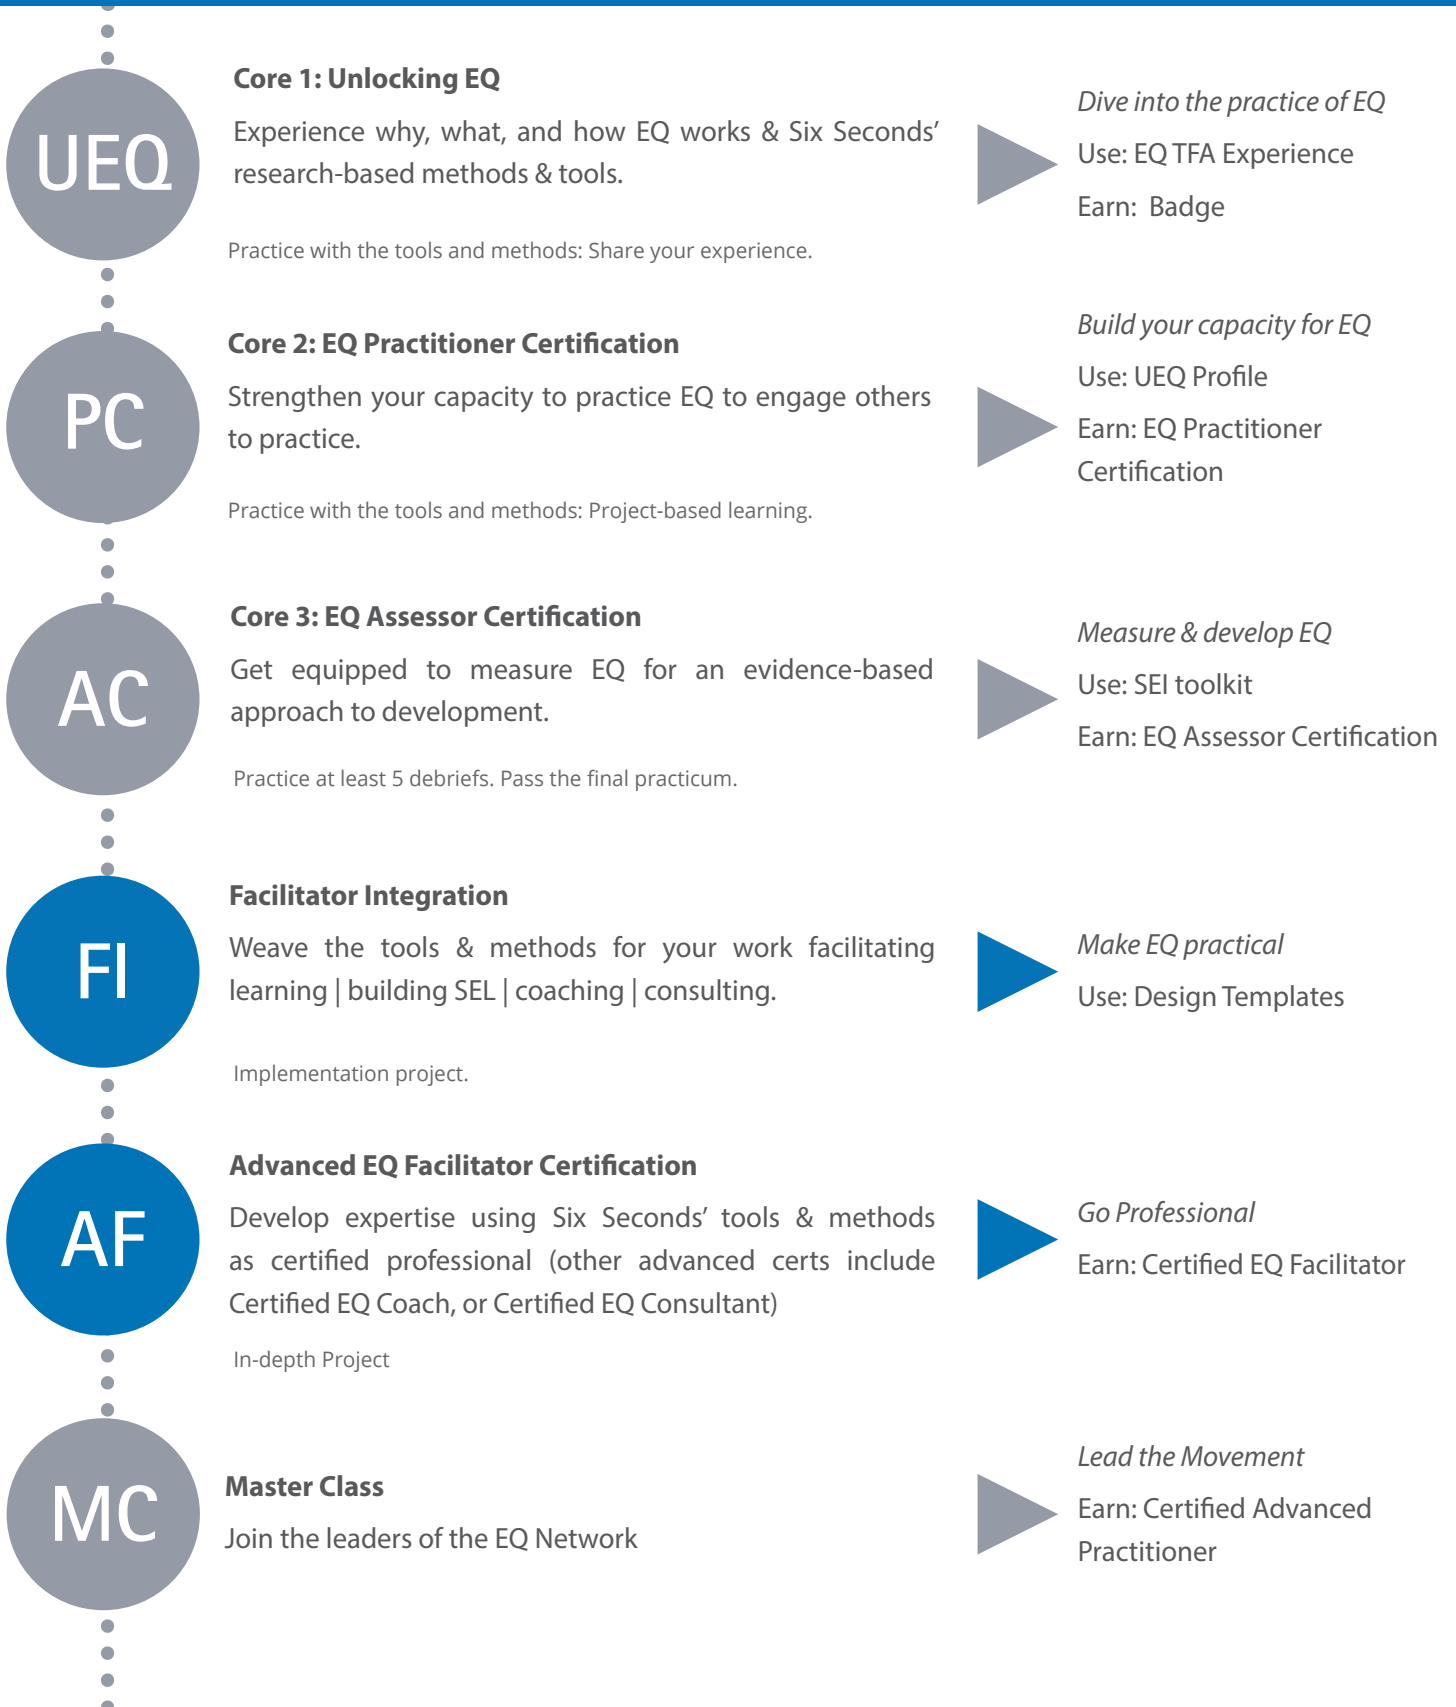 UEQ
Core 1: Unlocking EQ
Experience why, what, and how EQ works & Six Seconds’
research-based methods & tools.
Practice with the tools and methods: Share your experience.
Dive into the practice of EQ
Use: EQ TFA Experience
Earn: Badge
PC
Core 2: EQ Practitioner Certification
Strengthen your capacity to practice EQ to engage others
to practice.
Practice with the tools and methods: Project-based learning.
Build your capacity for EQ
Use: UEQ Profile
Earn: EQ Practitioner
Certification
AC
Core 3: EQ Assessor Certification
Get equipped to measure EQ for an evidence-based
approach to development.
Practice at least 5 debriefs. Pass the final practicum.
Measure & develop EQ
Use: SEI toolkit
Earn: EQ Assessor Certification
FI
Facilitator Integration
Weave the tools & methods for your work facilitating
learning | building SEL | coaching | consulting.
Implementation project.
Make EQ practical
Use: Design Templates
AF
Advanced EQ Facilitator Certification
Develop expertise using Six Seconds’ tools & methods
as certified professional (other advanced certs include
Certified EQ Coach, or Certified EQ Consultant)
In-depth Project
Go Professional
Earn: Certified EQ Facilitator
MC
Master Class
Join the leaders of the EQ Network
Lead the Movement
Earn: Certified Advanced
Practitioner